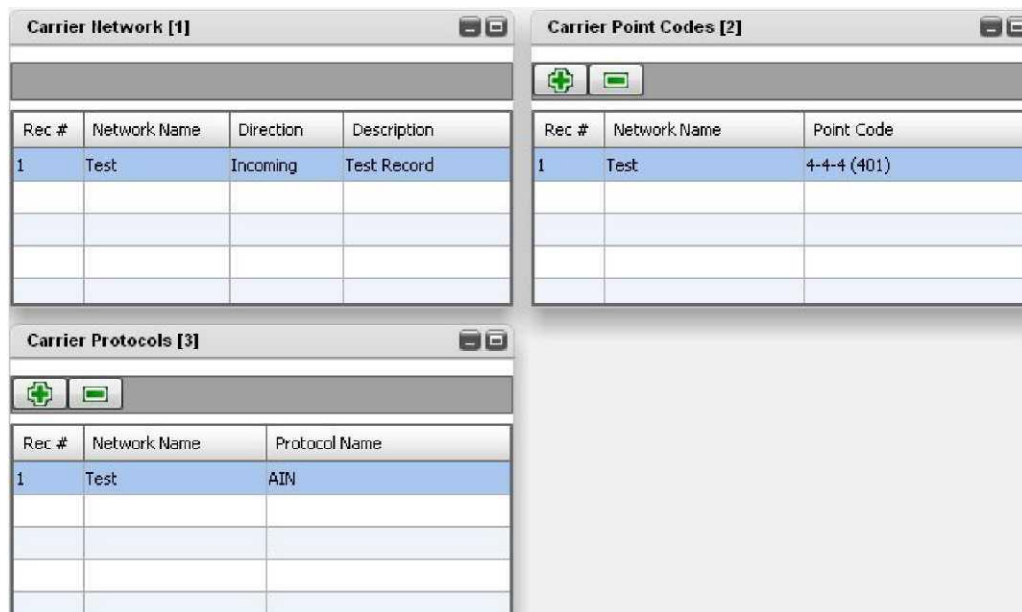 Carrier Network [1]
Rec # Network Name Direction Description
1 Test Incoming Test Record
Carrier Point Codes [2]
Rec # Network Name Point Code
1 Test 4-4-4 (401)
Carrier Protocols [3]
Rec # Network Name Protocol Name
1 Test AIN